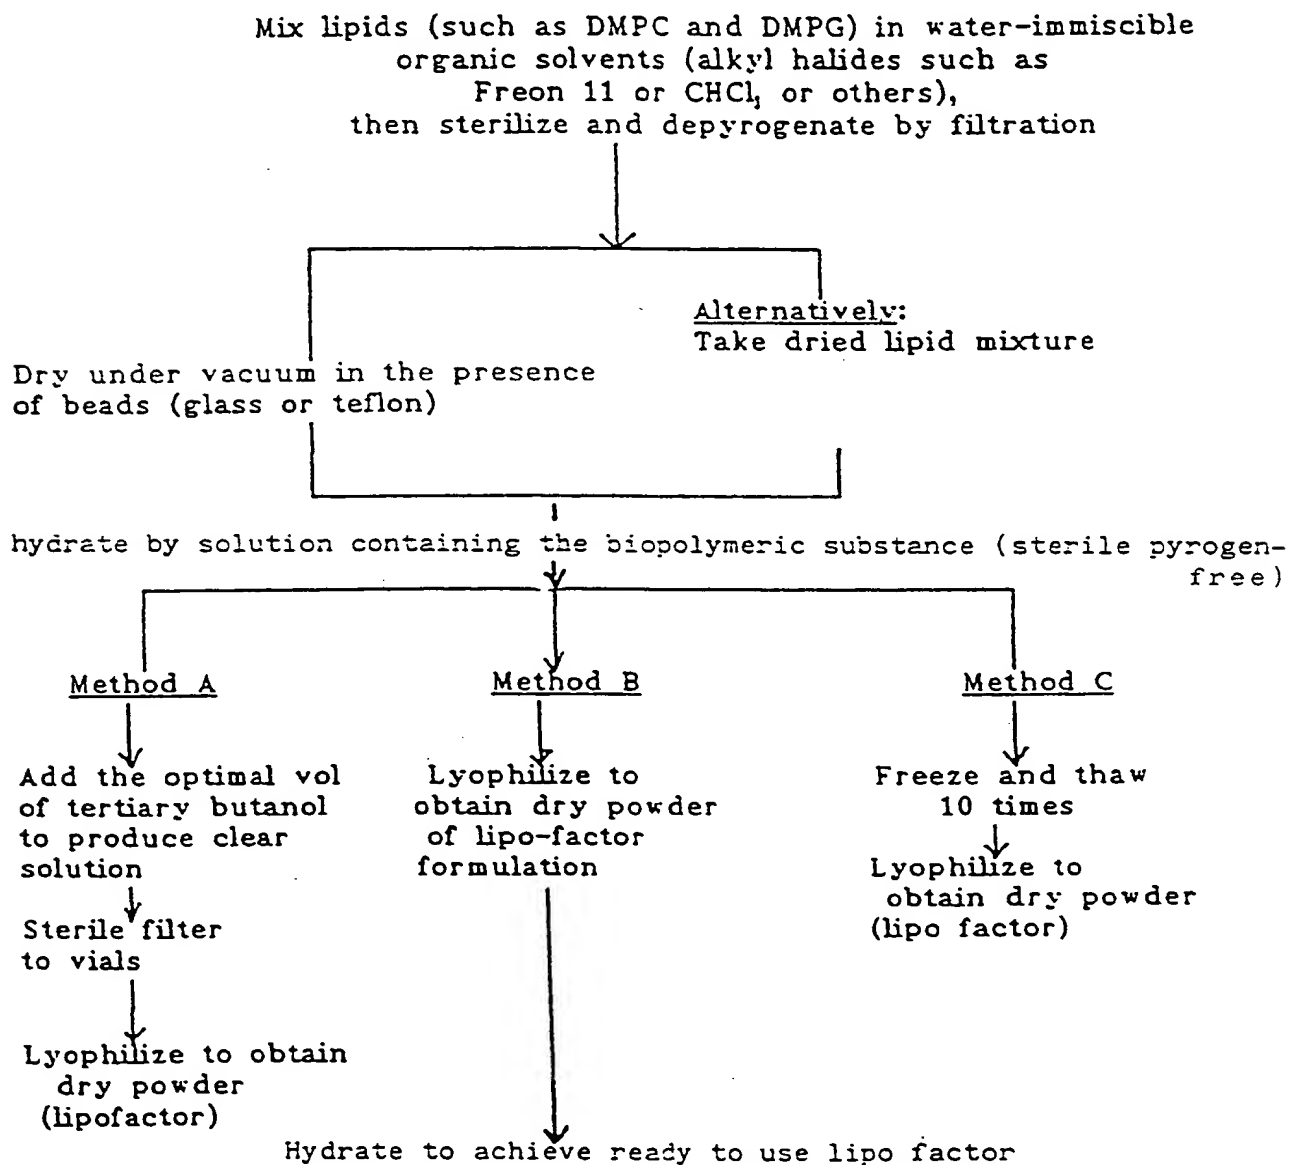 Mix lipids (such as DMPC and DMPG) in water-immiscible
organic solvents (alkyl halides such as
Freon 11 or CHCl, or others),
then sterilize and depyrogenate by filtration
Alternatively:
Take dried lipid mixture
Dry under vacuum in the presence
of beads (glass or teflon)
hydrate by solution containing the biopolymeric substance (sterile pyrogen-
free)
Method A
Method B
Method C
Add the optimal vol
of tertiary butanol
to produce clear
solution
Sterile filter
to vials
Lyophilize to obtain
dry powder
(lipofactor)
Lyophilize to
obtain dry powder
of lipo-factor
formulation
Freeze and thaw
10 times
Lyophilize to
obtain dry powder
(lipo factor)
Hydrate to achieve ready to use lipo factor